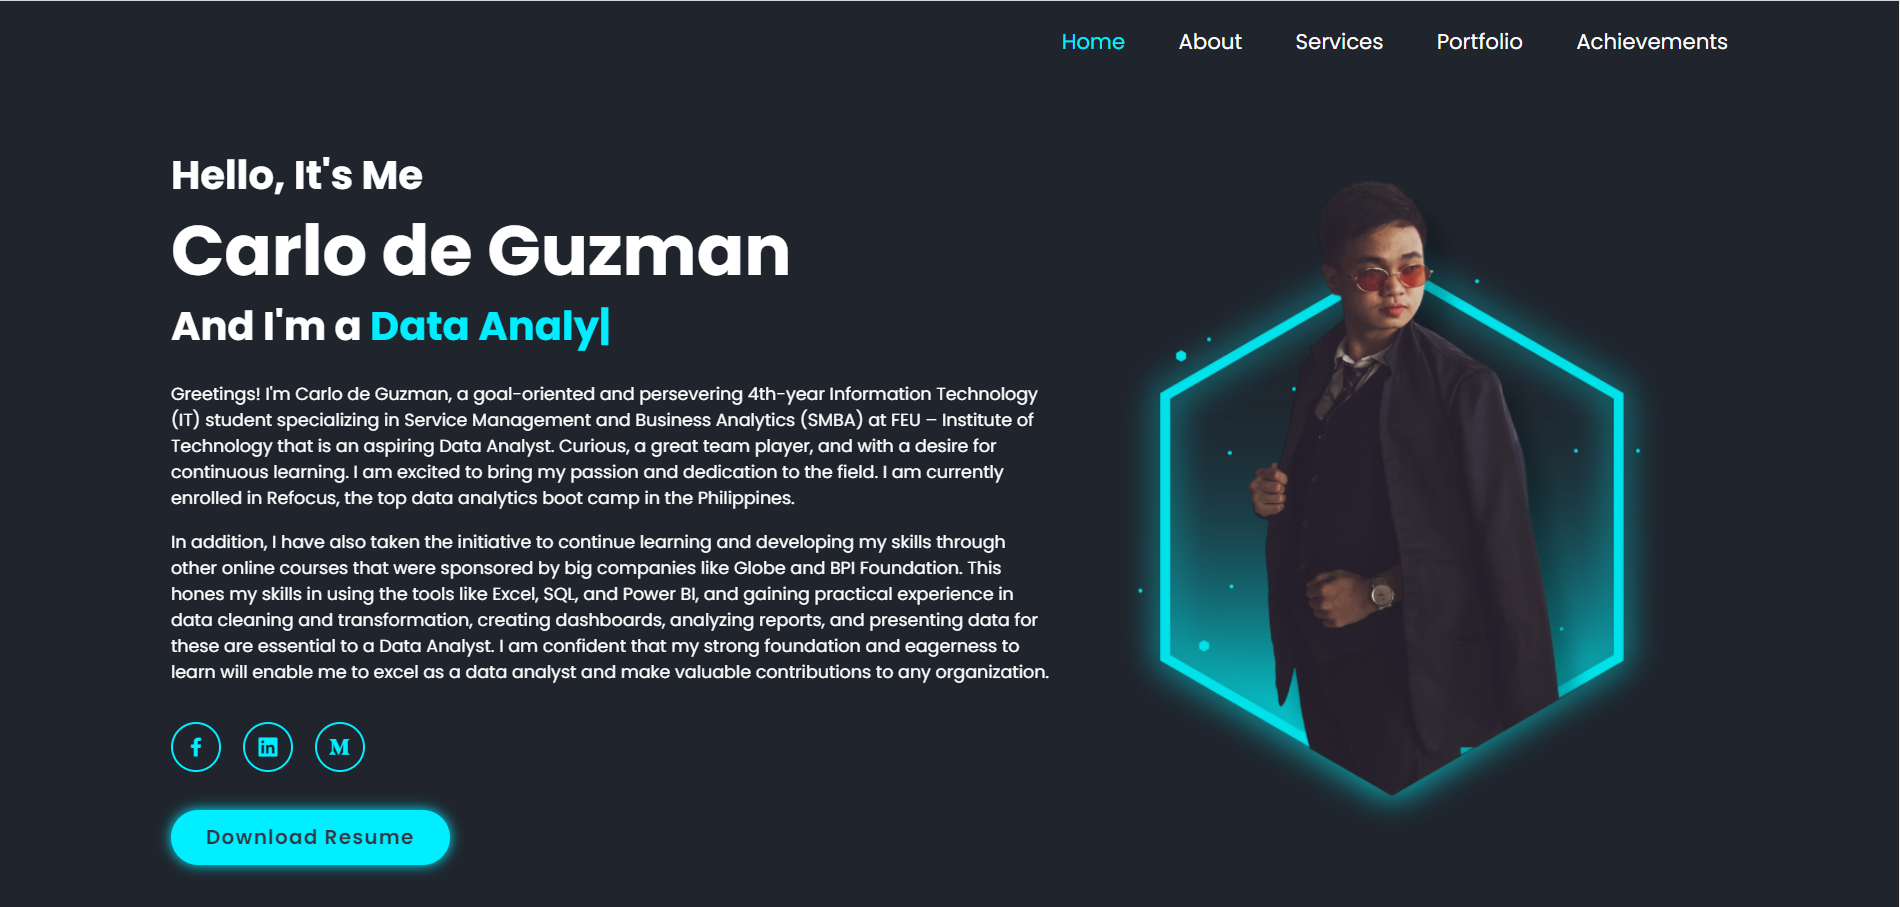 Home About Services Portfolio Achievements
Hello, It's Me
Carlo de Guzman
And I'm a Data Analy|
Greetings! I'm Carlo de Guzman, a goal-oriented and persevering 4th-year Information Technology
(IT) student specializing in Service Management and Business Analytics (SMBA) at FEU – Institute of
Technology that is an aspiring Data Analyst. Curious, a great team player, and with a desire for
continuous learning. I am excited to bring my passion and dedication to the field. I am currently
enrolled in Refocus, the top data analytics boot camp in the Philippines.
In addition, I have also taken the initiative to continue learning and developing my skills through
other online courses that were sponsored by big companies like Globe and BPI Foundation. This
hones my skills in using the tools like Excel, SQL, and Power BI, and gaining practical experience in
data cleaning and transformation, creating dashboards, analyzing reports, and presenting data for
these are essential to a Data Analyst. I am confident that my strong foundation and eagerness to
learn will enable me to excel as a data analyst and make valuable contributions to any organization.
f in M
Download Resume